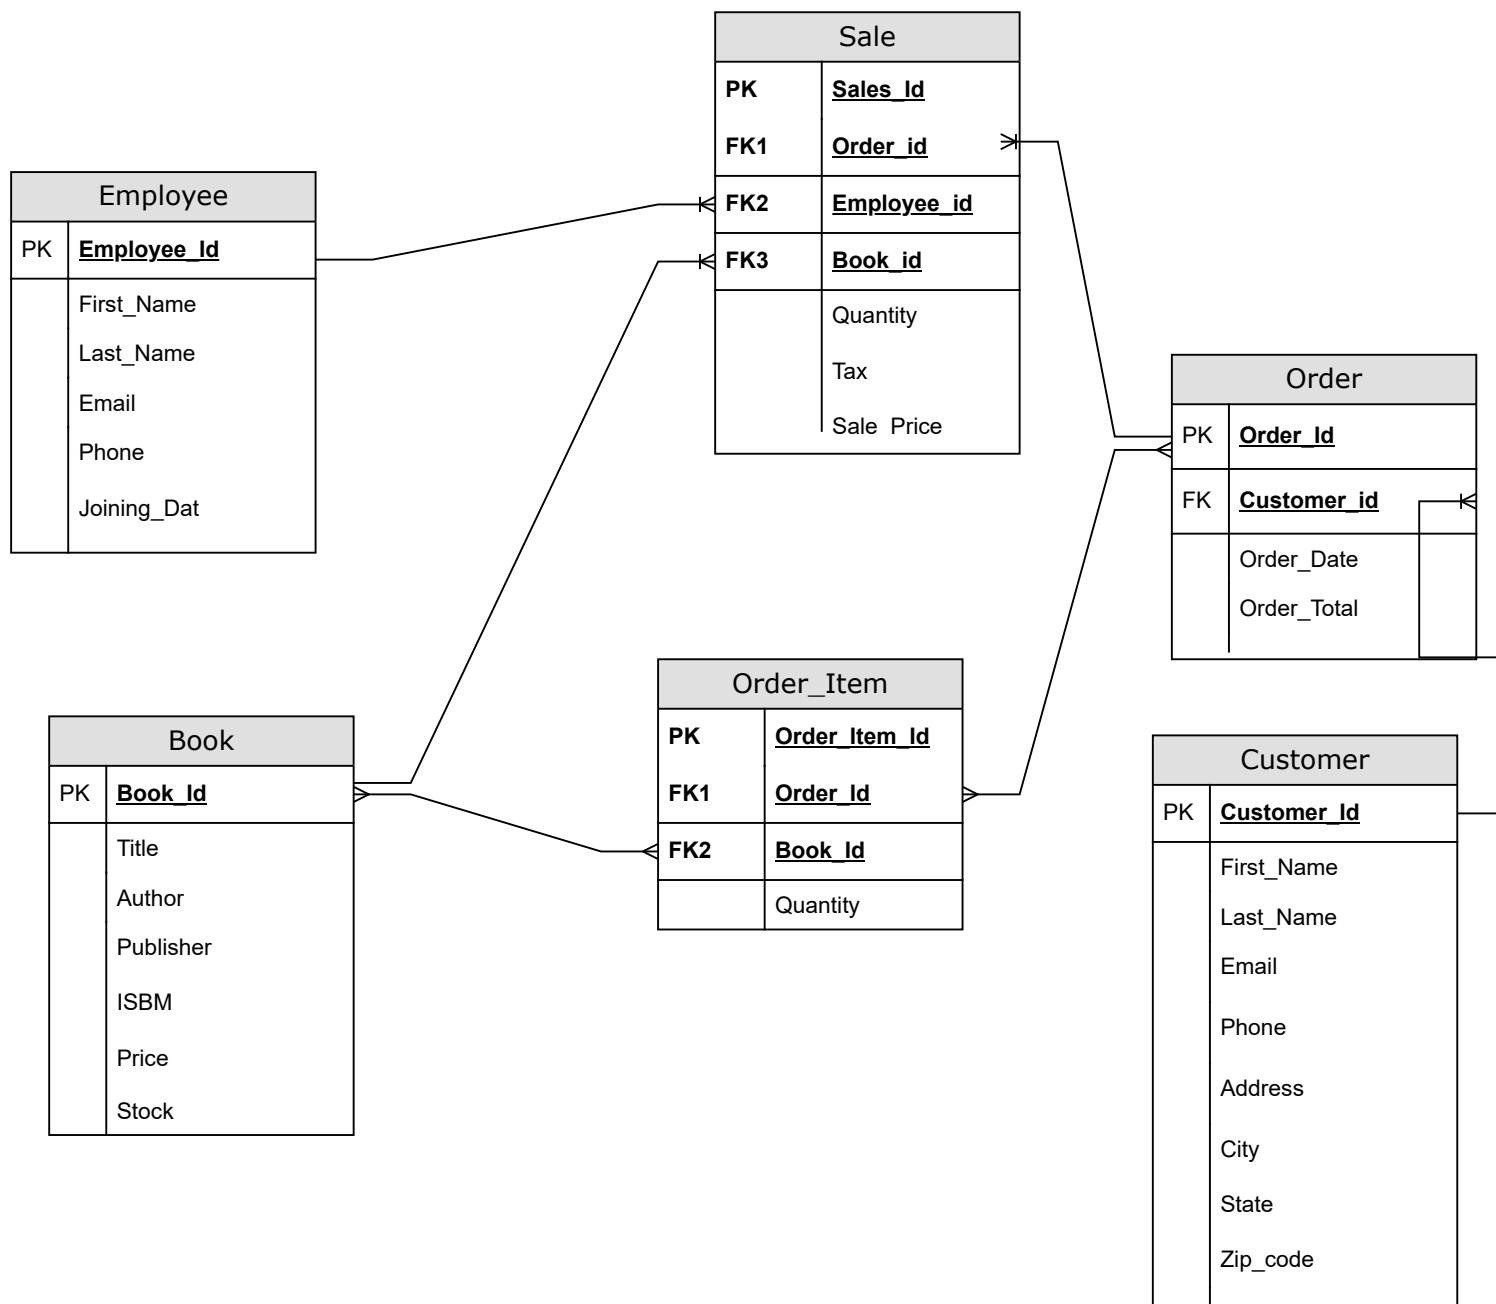 Sale
PK Sales_Id
FK1 Order_id
FK2 Employee_id
FK3 Book_id
Quantity
Tax
Sale_Price
Employee
PK Employee_Id
First_Name
Last_Name
Email
Phone
Joining_Dat
Order
PK Order_Id
FK Customer_id
Order_Date
Order_Total
Order_Item
PK Order_Item_Id
FK1 Order_Id
FK2 Book_Id
Quantity
Book
PK Book_Id
Title
Author
Publisher
ISBM
Price
Stock
Customer
PK Customer_Id
First_Name
Last_Name
Email
Phone
Address
City
State
Zip_code